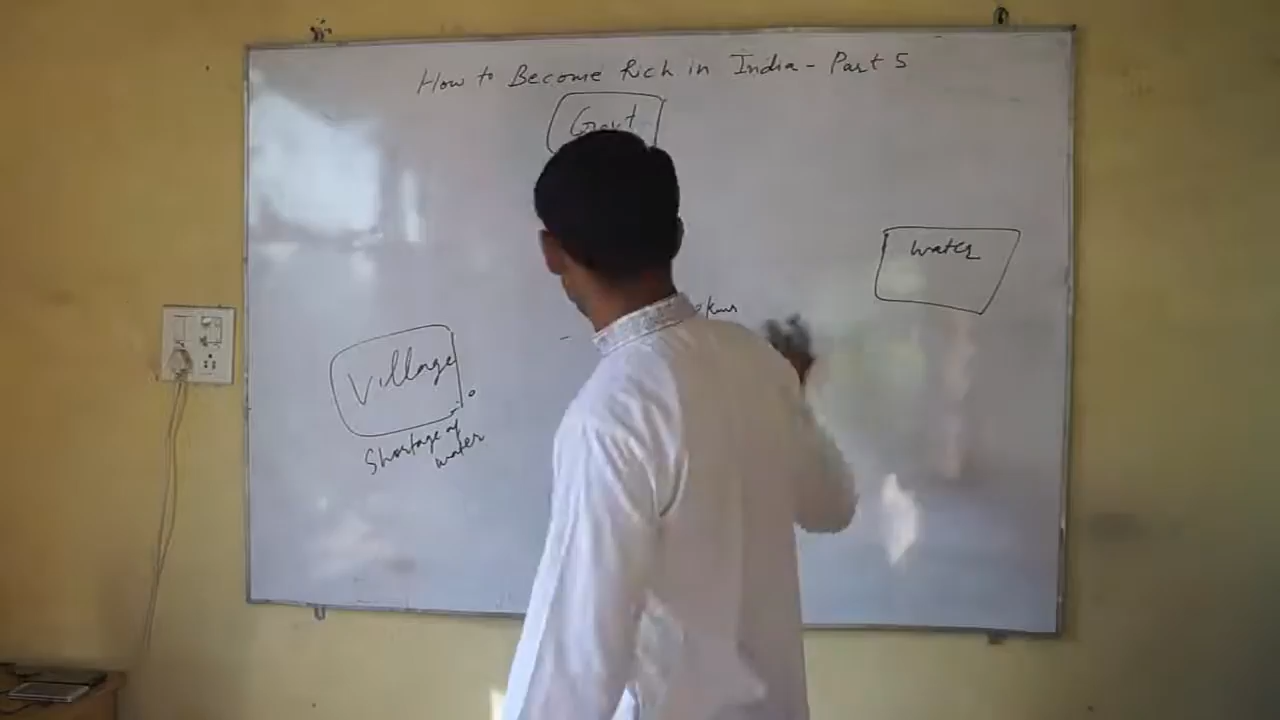 How to Become Rich in India - Part 5
Govt
water
Village
Shortage of
water